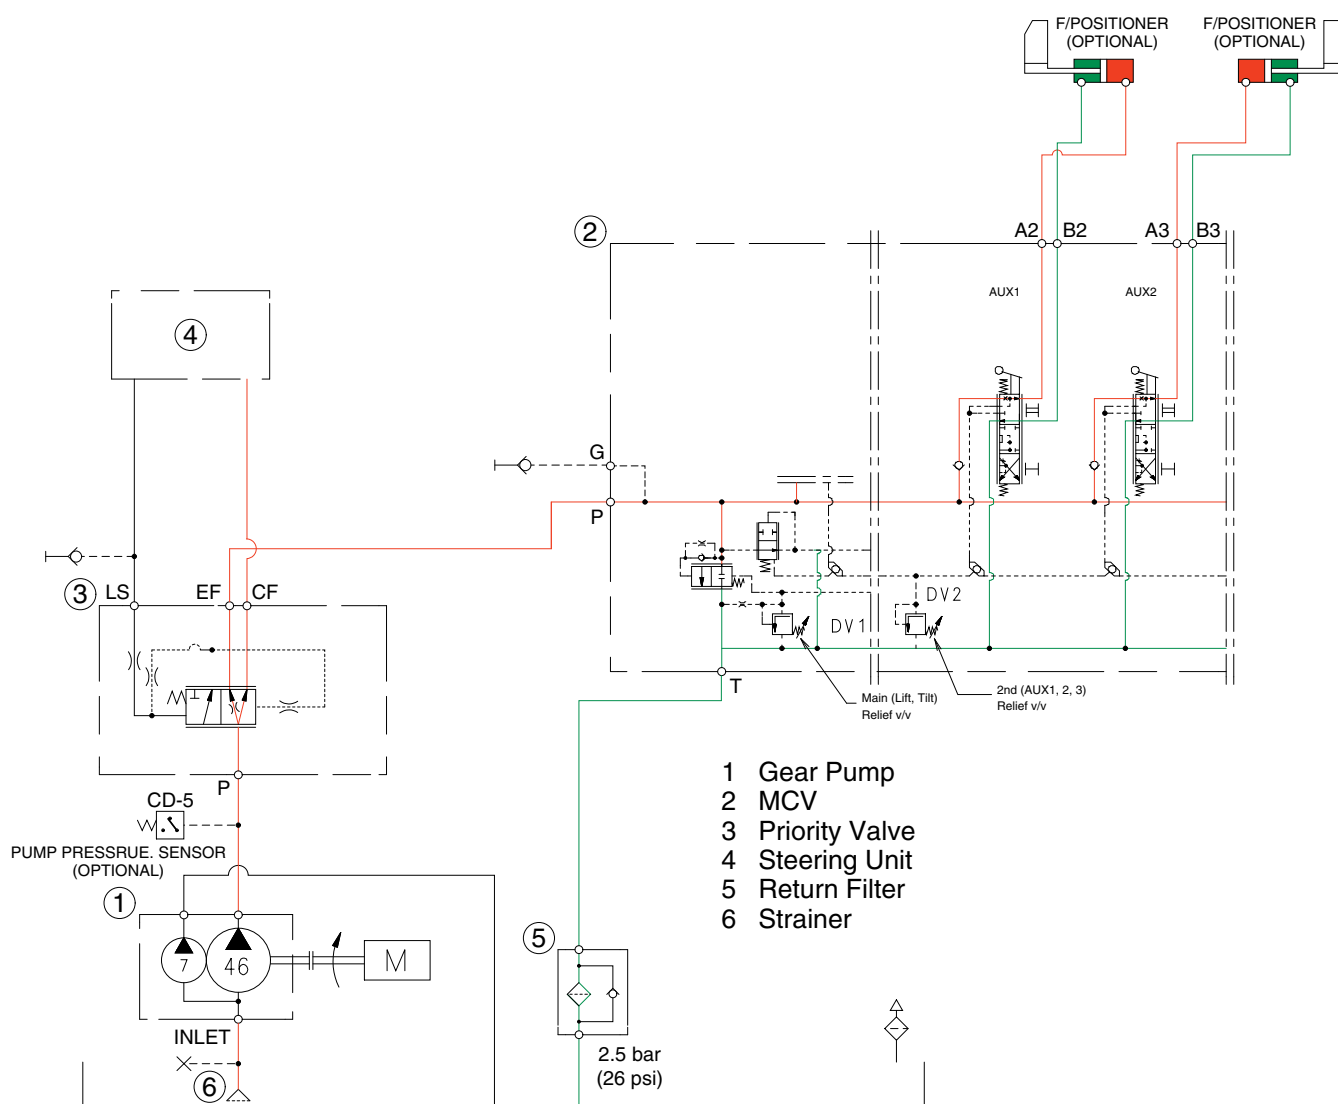 F/POSITIONER
(OPTIONAL)
F/POSITIONER
(OPTIONAL)
2
A2
B2
A3
B3
AUX1
AUX2
4
G
P
3
LS
EF
CF
DV1
DV2
T
Main (Lift, Tilt)
Relief v/v
2nd (AUX1, 2, 3)
Relief v/v
P
CD-5
PUMP PRESSRUE. SENSOR
(OPTIONAL)
1
7
46
M
INLET
6
5
2.5 bar
(26 psi)
1 Gear Pump
2 MCV
3 Priority Valve
4 Steering Unit
5 Return Filter
6 Strainer